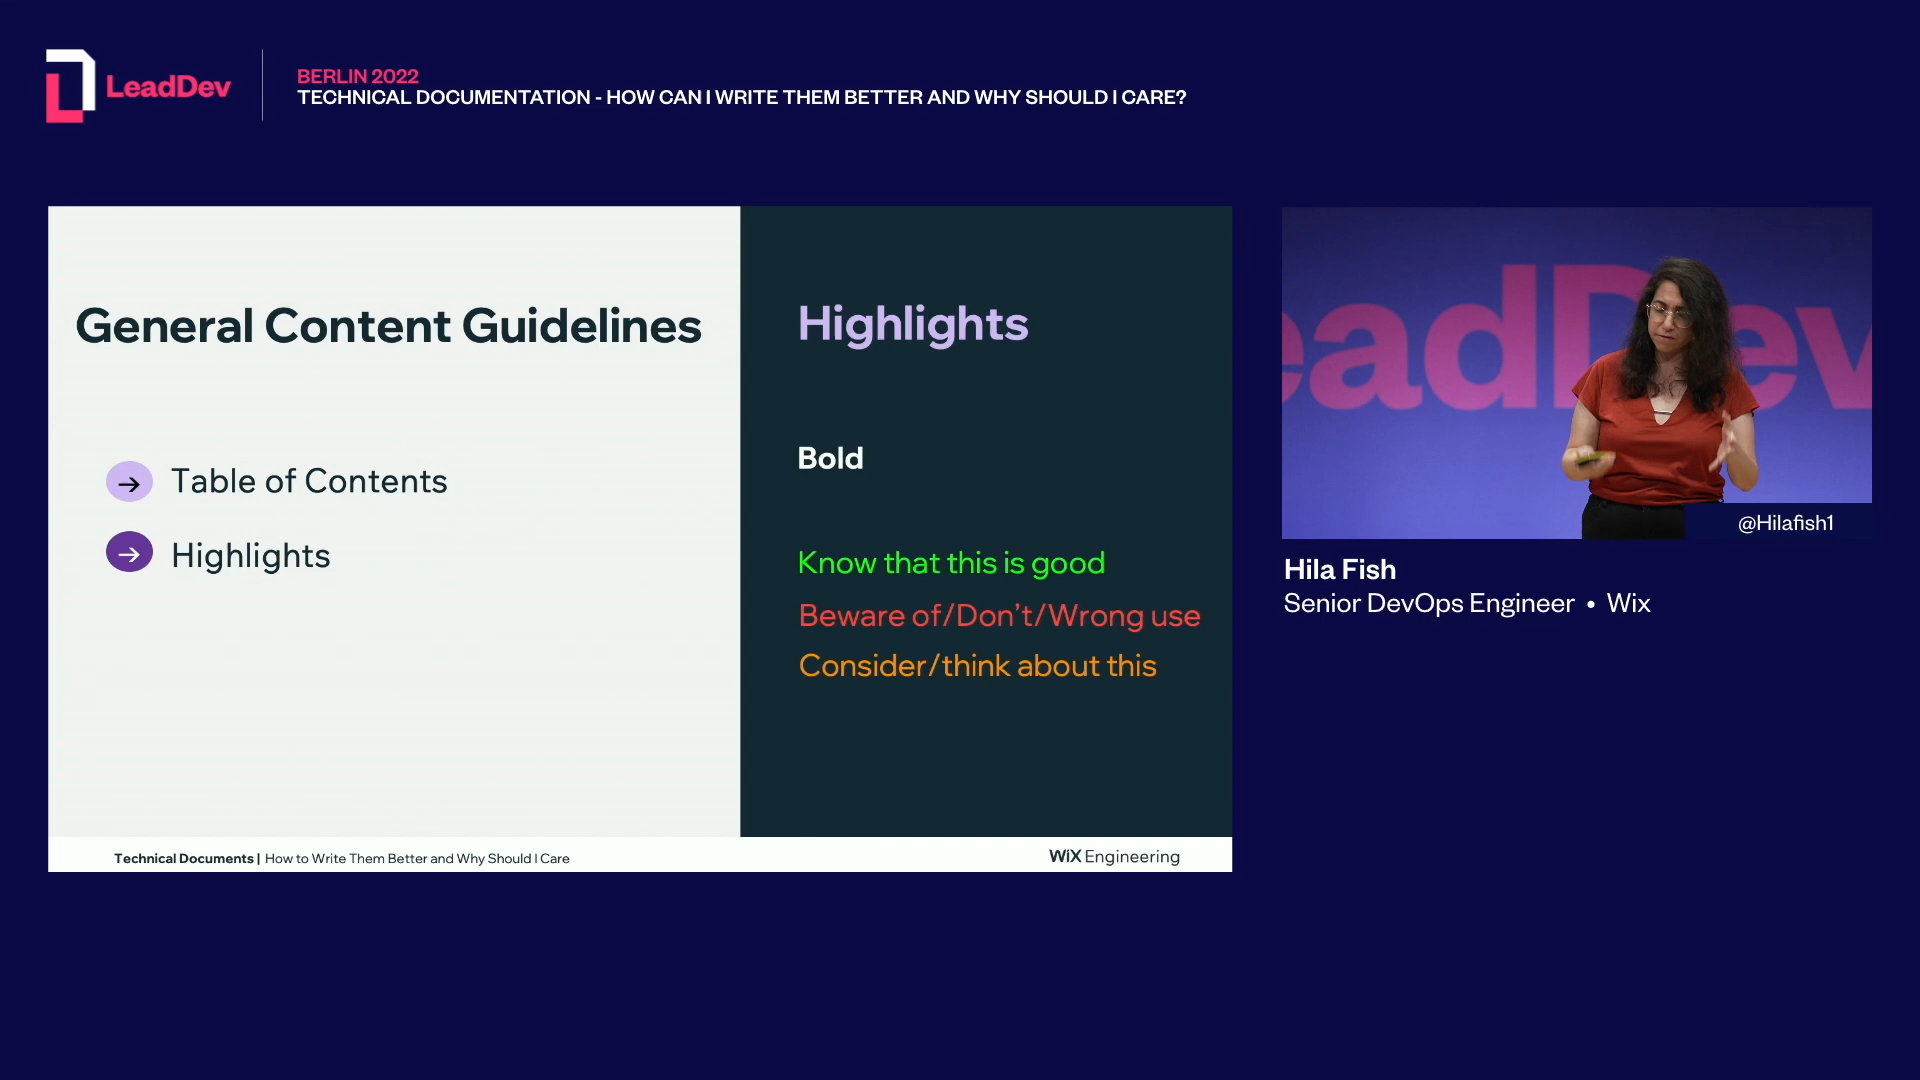 LeadDev
BERLIN 2022
TECHNICAL DOCUMENTATION - HOW CAN I WRITE THEM BETTER AND WHY SHOULD I CARE?
General Content Guidelines
Table of Contents
Highlights
Highlights
Bold
Know that this is good
Beware of/Don't/Wrong use
Consider/think about this
Technical Documents | How to Write Them Better and Why Should I Care
WiX Engineering
eadDev
@Hilafish1
Hila Fish
Senior DevOps Engineer • Wix